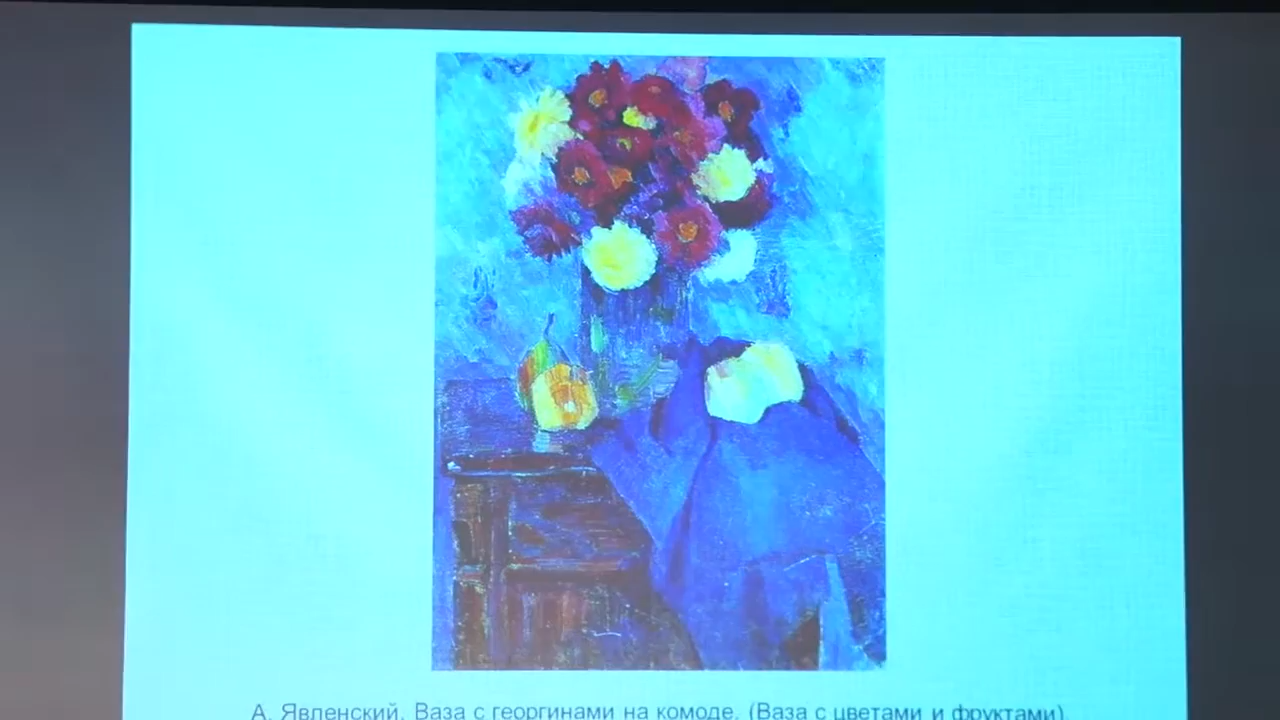 А. Явленский. Ваза с георгинами на комоде. (Ваза с цветами и фруктами).